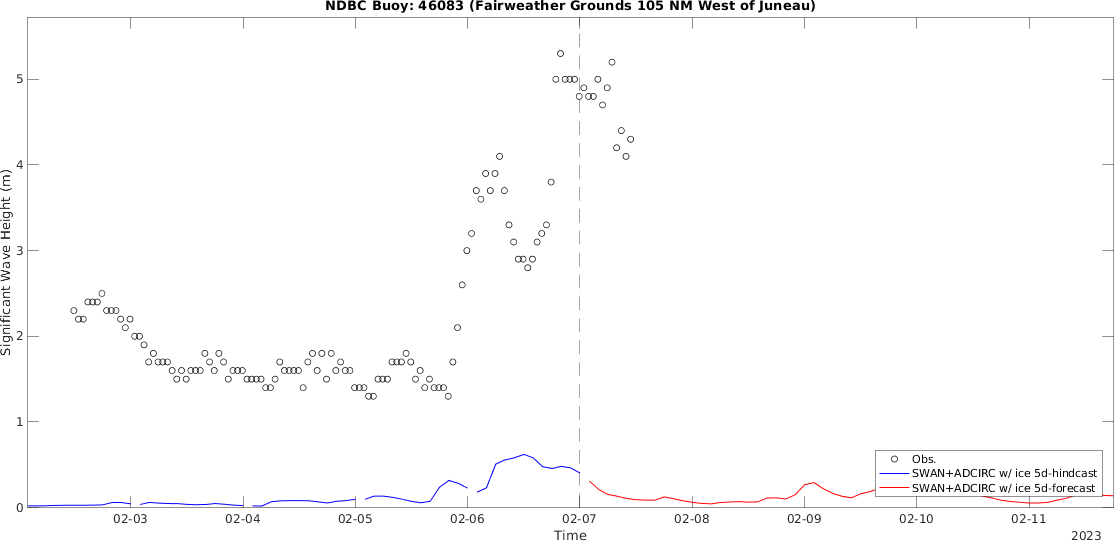 NDBC Buoy: 46083 (Fairweather Grounds 105 NM West of Juneau)
Significant Wave Height (m)
5
4
3
2
1
0
Obs.
SWAN+ADCIRC w/ ice 5d-hindcast
SWAN+ADCIRC w/ ice 5d-forecast
02-03 02-04 02-05 02-06 02-07 02-08 02-09 02-10 02-11
Time
2023